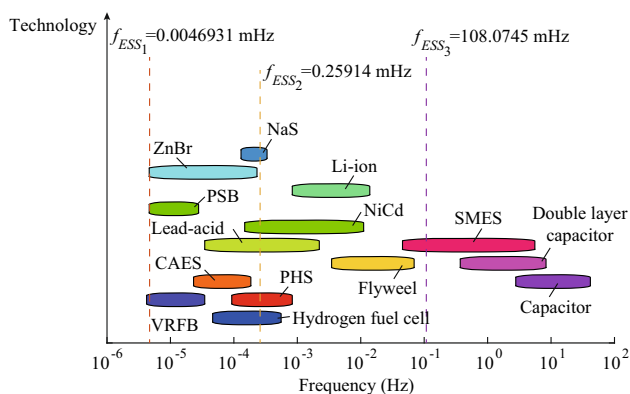 Technology
f_ESS1=0.0046931 mHz
f_ESS3=108.0745 mHz
f_ESS2=0.25914 mHz
NaS
ZnBr
Li-ion
PSB
NiCd
SMES
Double layer
capacitor
Lead-acid
CAES
PHS
Flyweel
Capacitor
VRFB
Hydrogen fuel cell
10^-6 10^-5 10^-4 10^-3 10^-2 10^-1 10^0 10^1 10^2
Frequency (Hz)